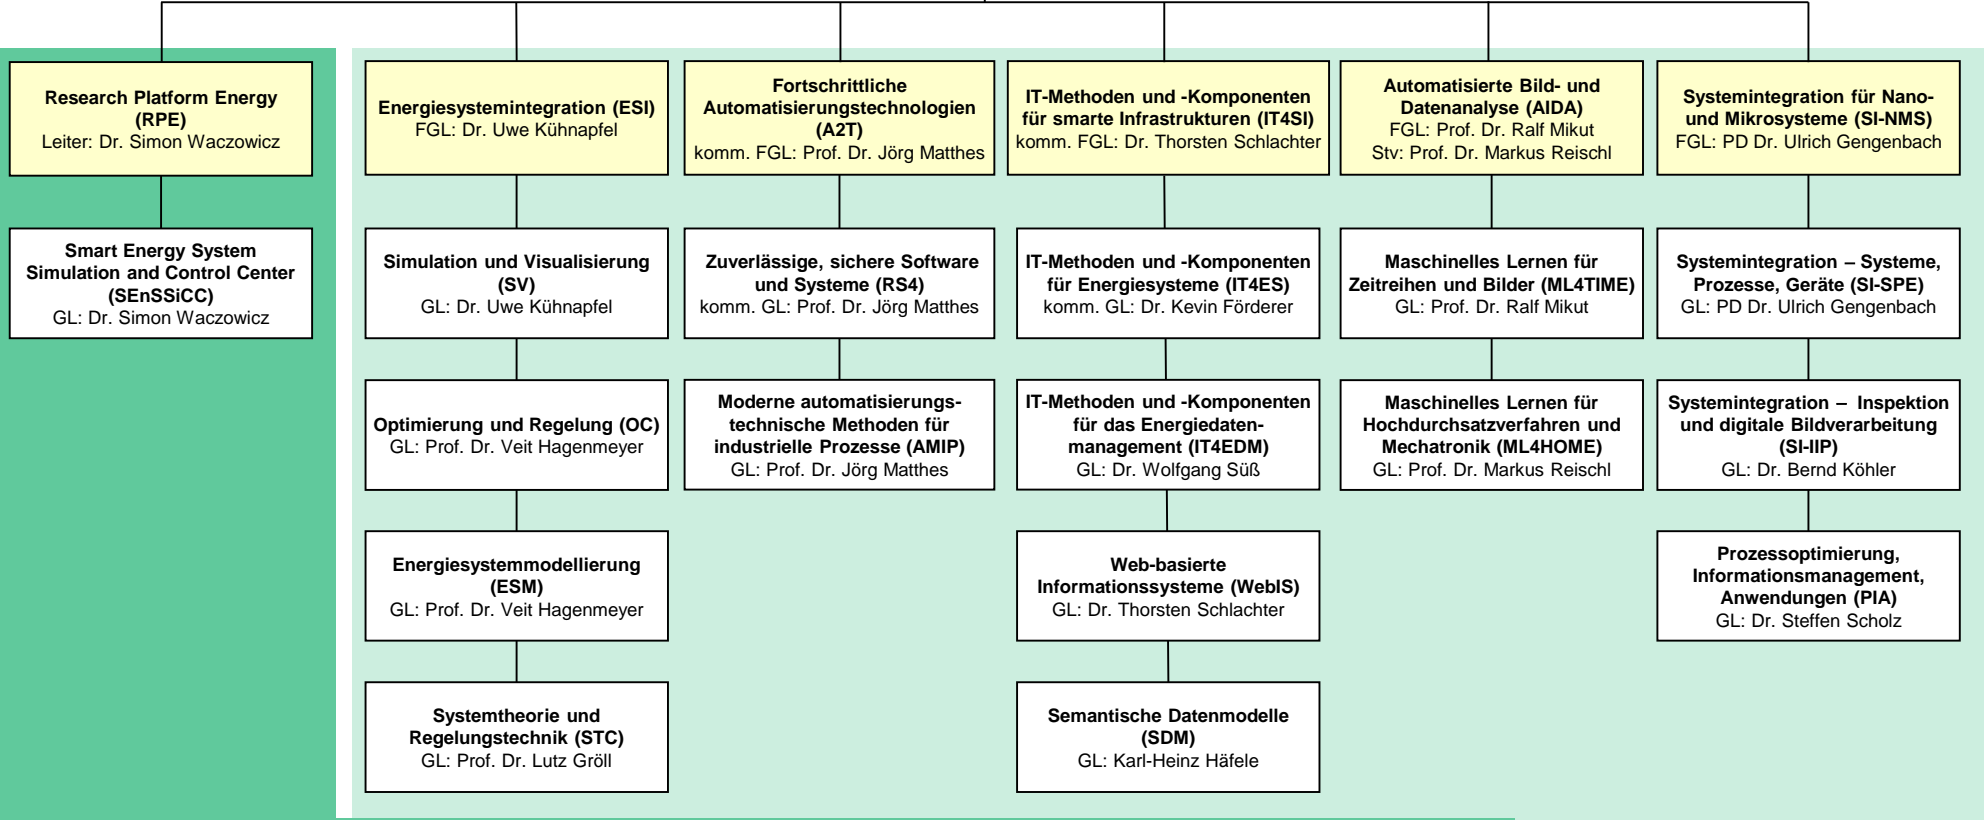 Research Platform Energy
(RPE)
Leiter: Dr. Simon Waczowicz
Smart Energy System
Simulation and Control Center
(SEnSSiCC)
GL: Dr. Simon Waczowicz
Energiesystemintegration (ESI)
FGL: Dr. Uwe Kühnapfel
Simulation und Visualisierung
(SV)
GL: Dr. Uwe Kühnapfel
Optimierung und Regelung (OC)
GL: Prof. Dr. Veit Hagenmeyer
Energiesystemmodellierung
(ESM)
GL: Prof. Dr. Veit Hagenmeyer
Systemtheorie und
Regelungstechnik (STC)
GL: Prof. Dr. Lutz Gröll
Fortschrittliche
Automatisierungstechnologien
(A2T)
komm. FGL: Prof. Dr. Jörg Matthes
Zuverlässige, sichere Software
und Systeme (RS4)
komm. GL: Prof. Dr. Jörg Matthes
Moderne automatisierungs-
technische Methoden für
industrielle Prozesse (AMIP)
GL: Prof. Dr. Jörg Matthes
IT-Methoden und -Komponenten
für smarte Infrastrukturen (IT4SI)
komm. FGL: Dr. Thorsten Schlachter
IT-Methoden und -Komponenten
für Energiesysteme (IT4ES)
komm. GL: Dr. Kevin Förderer
IT-Methoden und -Komponenten
für das Energiedaten-
management (IT4EDM)
GL: Dr. Wolfgang Süß
Web-basierte
Informationssysteme (WebIS)
GL: Dr. Thorsten Schlachter
Semantische Datenmodelle
(SDM)
GL: Karl-Heinz Häfele
Automatisierte Bild- und
Datenanalyse (AIDA)
FGL: Prof. Dr. Ralf Mikut
Stv: Prof. Dr. Markus Reischl
Maschinelles Lernen für
Zeitreihen und Bilder (ML4TIME)
GL: Prof. Dr. Ralf Mikut
Maschinelles Lernen für
Hochdurchsatzverfahren und
Mechatronik (ML4HOME)
GL: Prof. Dr. Markus Reischl
Systemintegration für Nano-
und Mikrosysteme (SI-NMS)
FGL: PD Dr. Ulrich Gengenbach
Systemintegration – Systeme,
Prozesse, Geräte (SI-SPE)
GL: PD Dr. Ulrich Gengenbach
Systemintegration – Inspektion
und digitale Bildverarbeitung
(SI-IIP)
GL: Dr. Bernd Köhler
Prozessoptimierung,
Informationsmanagement,
Anwendungen (PIA)
GL: Dr. Steffen Scholz